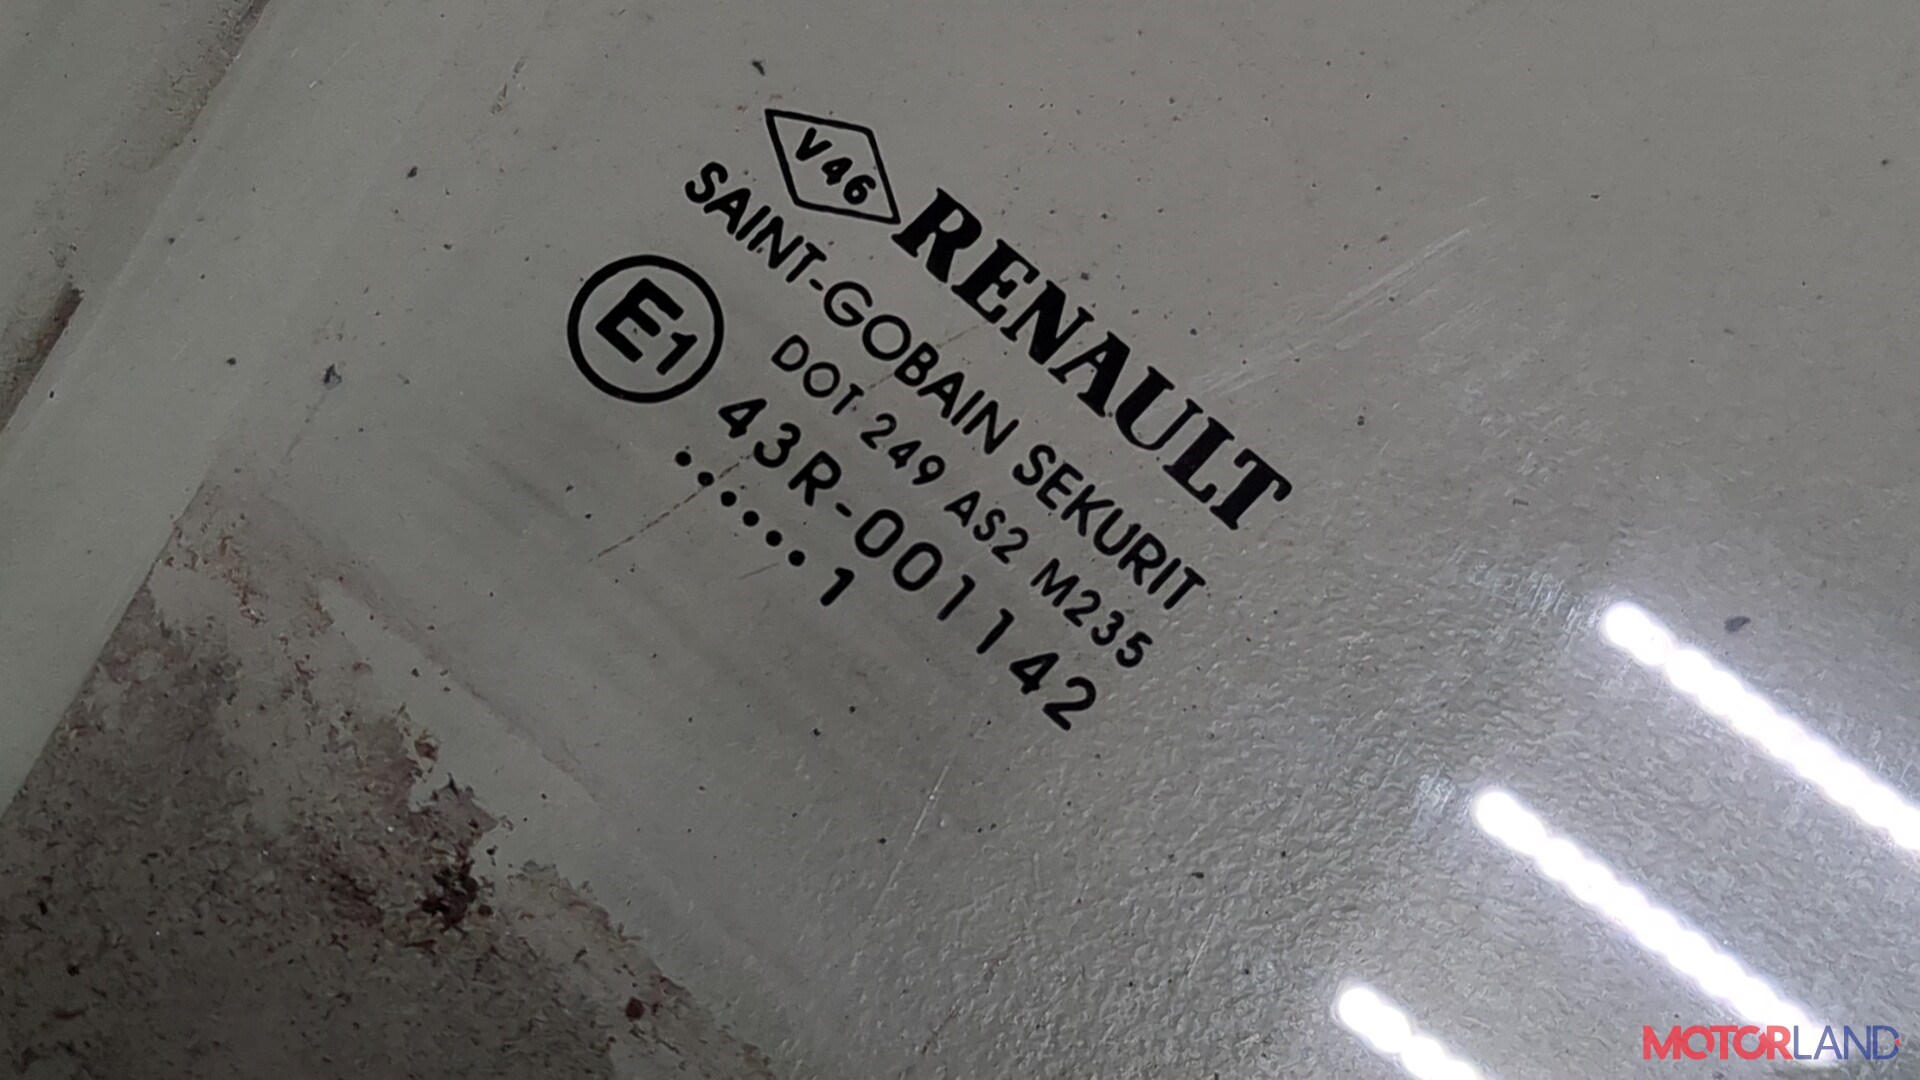 V46
RENAULT
SAINT-GOBAIN SEKURIT
DOT 249 AS2 M235
E1 43R-001142
......1
MOTORLAND